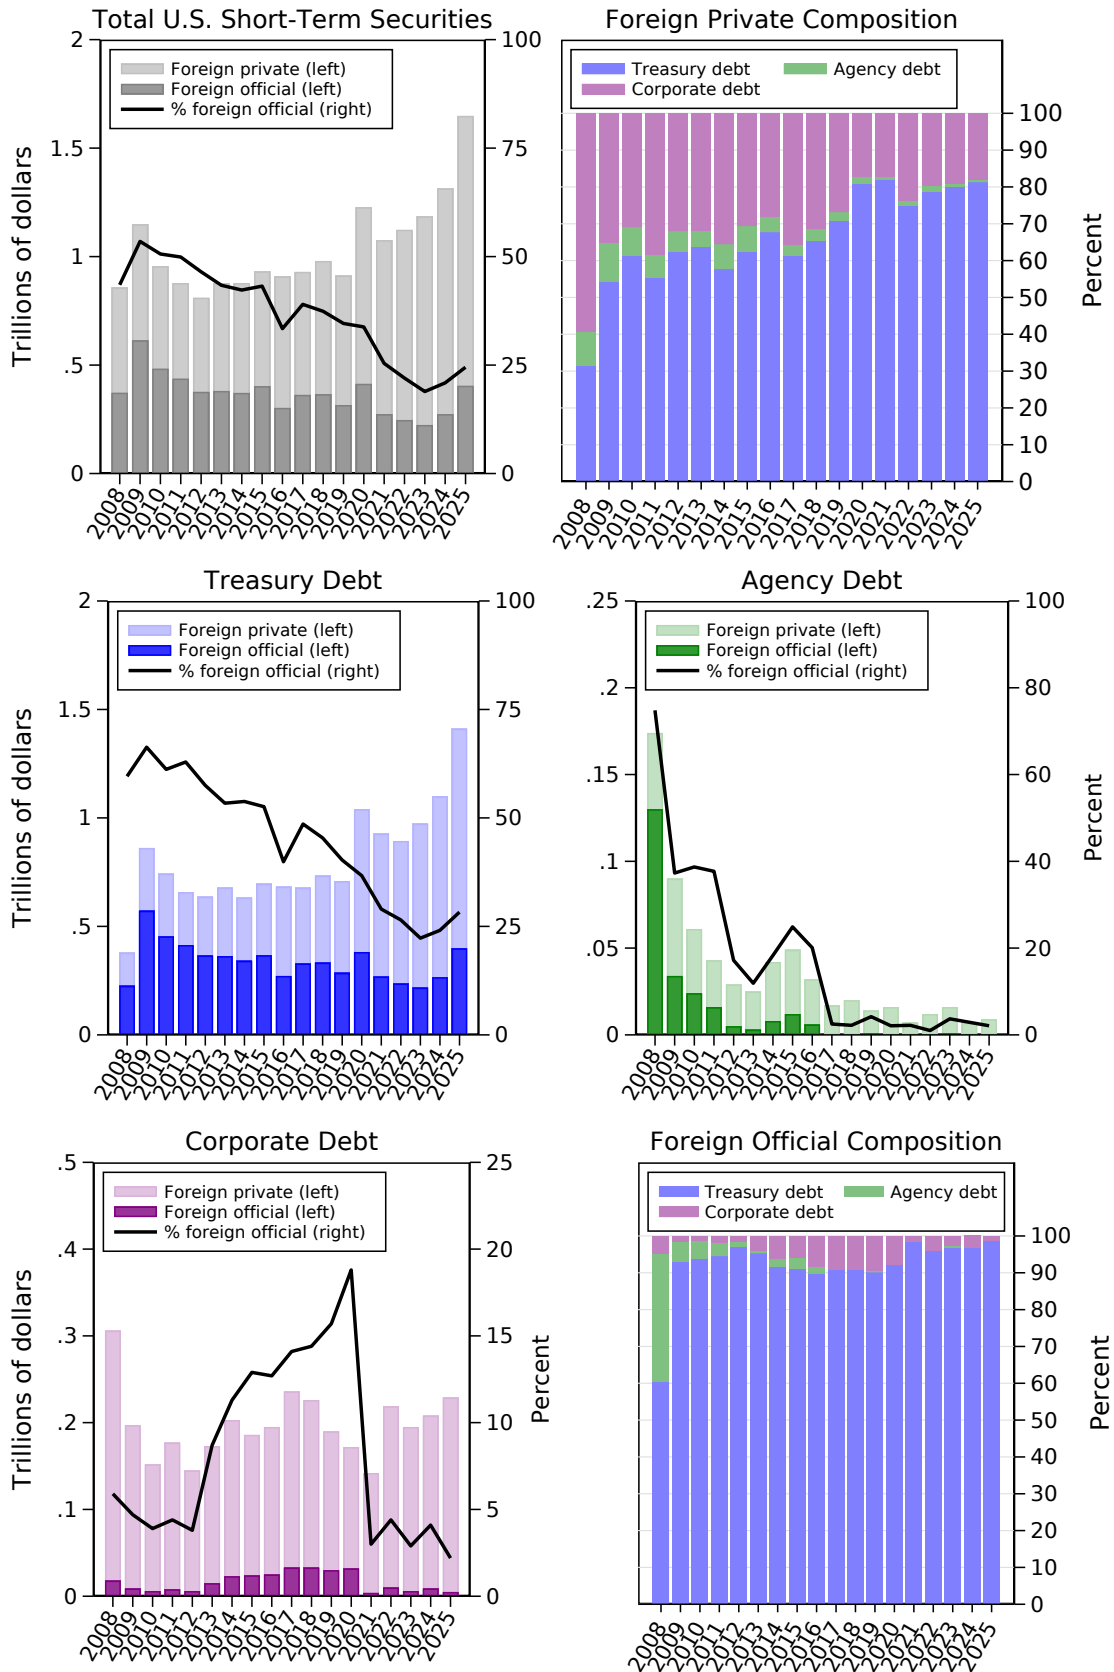 Total U.S. Short-Term Securities
Foreign private (left)
Foreign official (left)
% foreign official (right)
Trillions of dollars
2
1.5
1
.5
0
100
75
50
25
0
2008 2009 2010 2011 2012 2013 2014 2015 2016 2017 2018 2019 2020 2021 2022 2023 2024 2025
Foreign Private Composition
Treasury debt Agency debt
Corporate debt
100
90
80
70
60
50
40
30
20
10
0
Percent
2008 2009 2010 2011 2012 2013 2014 2015 2016 2017 2018 2019 2020 2021 2022 2023 2024 2025
Treasury Debt
Foreign private (left)
Foreign official (left)
% foreign official (right)
Trillions of dollars
2
1.5
1
.5
0
100
75
50
25
0
2008 2009 2010 2011 2012 2013 2014 2015 2016 2017 2018 2019 2020 2021 2022 2023 2024 2025
Agency Debt
Foreign private (left)
Foreign official (left)
% foreign official (right)
.25
.2
.15
.1
.05
0
100
80
60
40
20
0
Percent
2008 2009 2010 2011 2012 2013 2014 2015 2016 2017 2018 2019 2020 2021 2022 2023 2024 2025
Corporate Debt
Foreign private (left)
Foreign official (left)
% foreign official (right)
Trillions of dollars
.5
.4
.3
.2
.1
0
25
20
15
10
5
0
Percent
2008 2009 2010 2011 2012 2013 2014 2015 2016 2017 2018 2019 2020 2021 2022 2023 2024 2025
Foreign Official Composition
Treasury debt Agency debt
Corporate debt
100
90
80
70
60
50
40
30
20
10
0
Percent
2008 2009 2010 2011 2012 2013 2014 2015 2016 2017 2018 2019 2020 2021 2022 2023 2024 2025